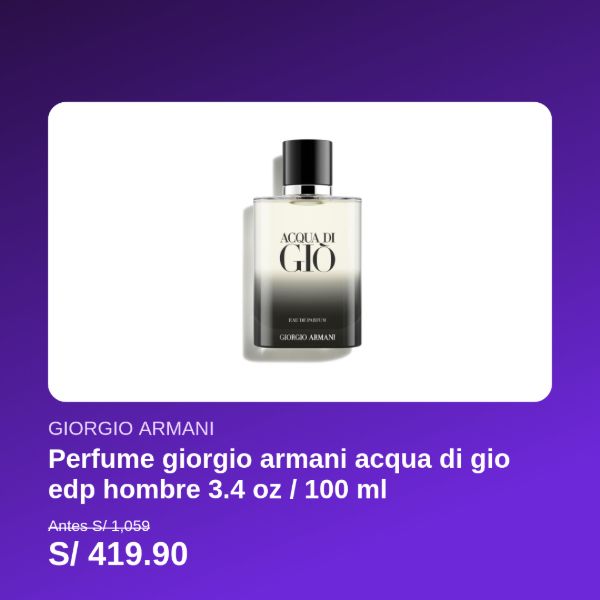 ACQUA DI
GIÒ
EAU DE PARFUM
GIORGIO ARMANI
GIORGIO ARMANI
Perfume giorgio armani acqua di gio
edp hombre 3.4 oz / 100 ml
Antes S/ 1,059
S/ 419.90